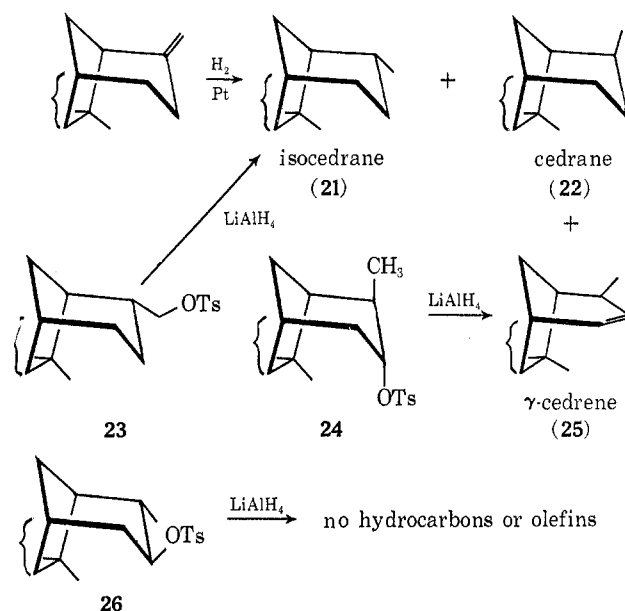 H2
Pt
+
+
isocedrane
(21)
cedrane
(22)
LiAlH4
+
OTs
CH3
LiAlH4
OTs
23
24
γ-cedrene
(25)
OTs
LiAlH4
no hydrocarbons or olefins
26